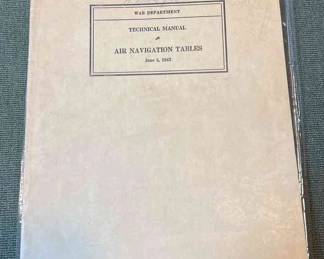 WAR DEPARTMENT
TECHNICAL MANUAL
AIR NAVIGATION TABLES